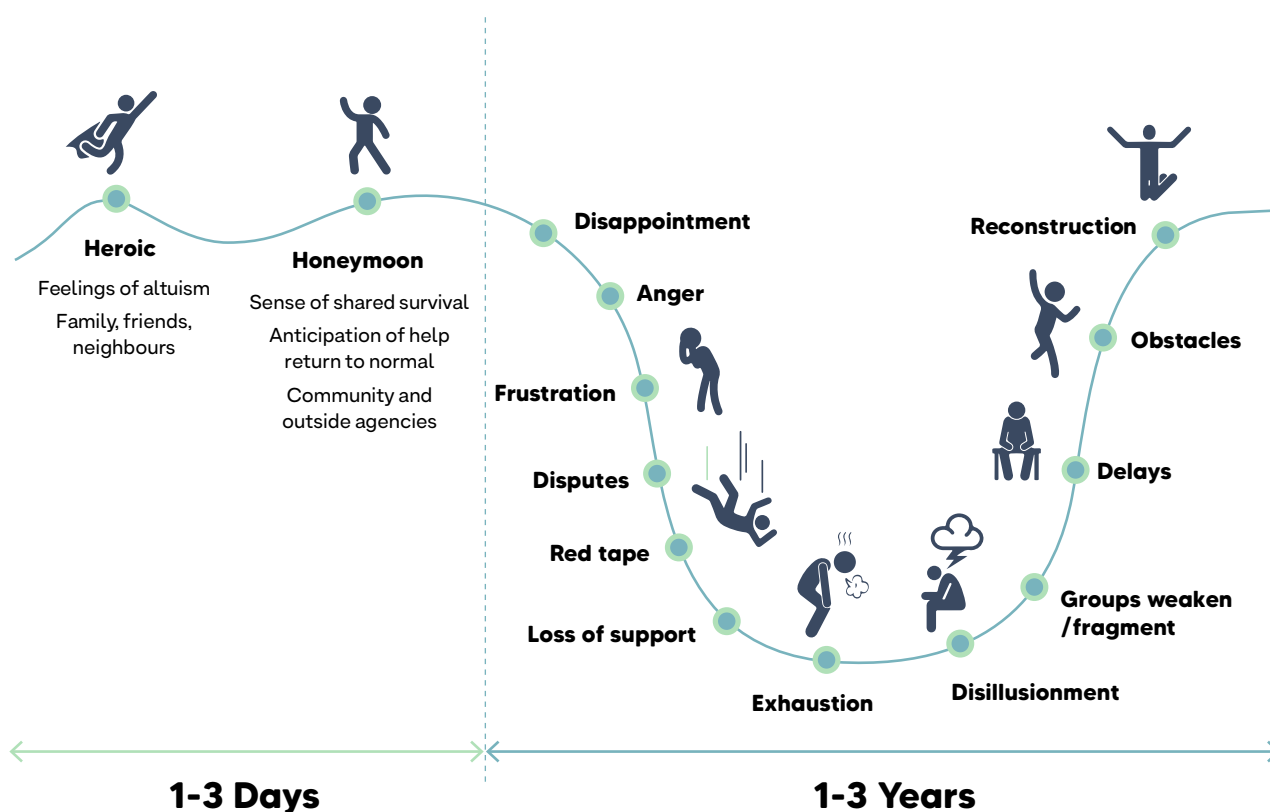 Heroic
Feelings of altuism
Family, friends,
neighbours
Honeymoon
Sense of shared survival
Anticipation of help
return to normal
Community and
outside agencies
Disappointment
Anger
Frustration
Disputes
Red tape
Loss of support
Exhaustion
Disillusionment
Groups weaken
/fragment
Delays
Obstacles
Reconstruction
1-3 Days
1-3 Years